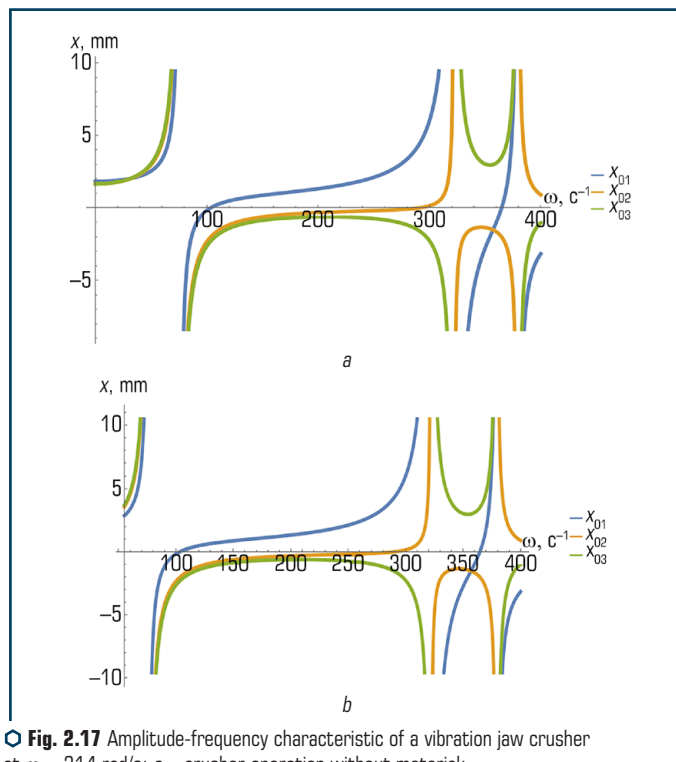 x, mm
10
5
−5
100
200
300
400
ω, c⁻¹
X₀₁
X₀₂
X₀₃
a
x, mm
10
5
−5
−10
100
150
200
250
300
350
400
ω, c⁻¹
X₀₁
X₀₂
X₀₃
b
Fig. 2.17 Amplitude-frequency characteristic of a vibration jaw crusher